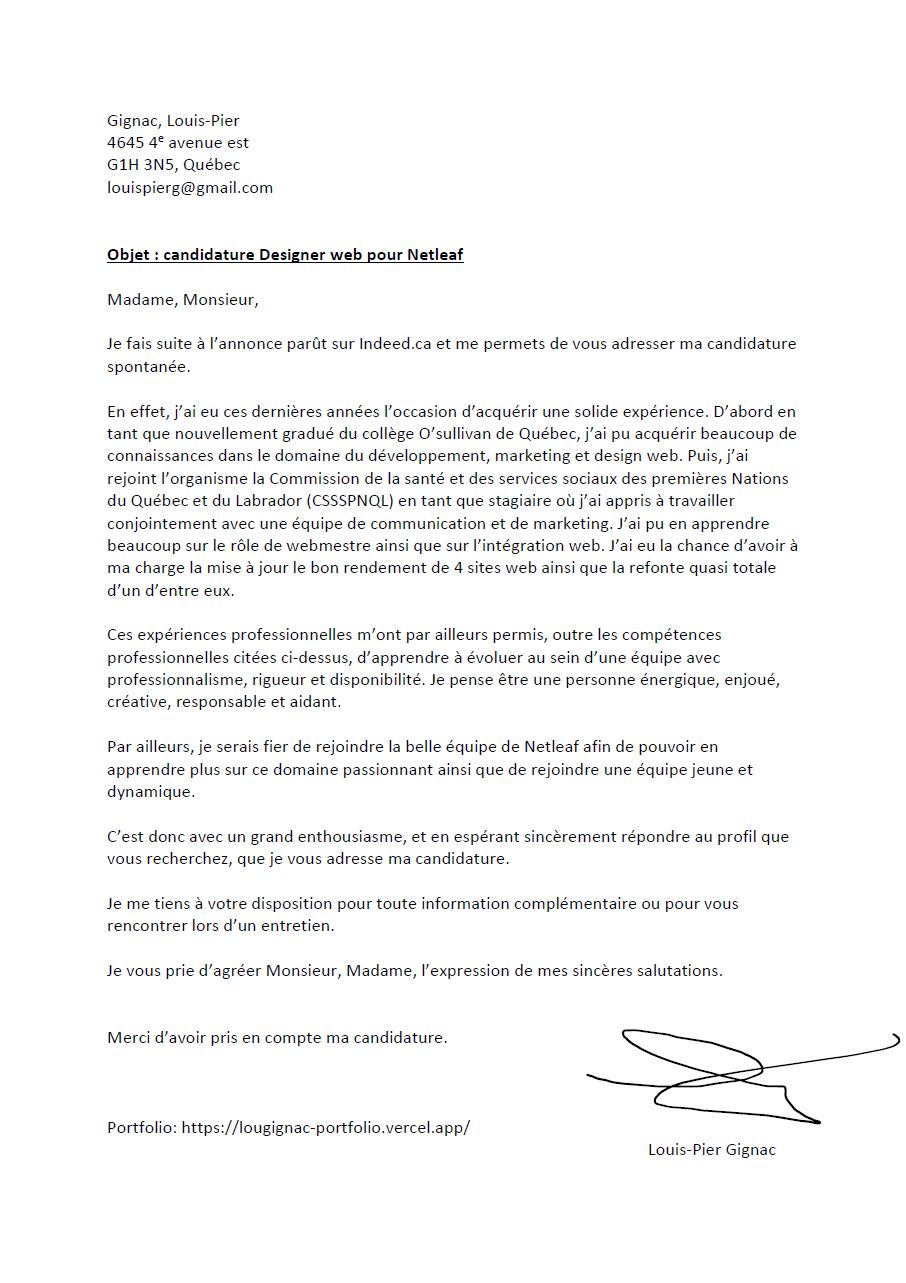 Gignac, Louis-Pier
4645 4e avenue est
G1H 3N5, Québec
louispierg@gmail.com
Objet : candidature Designer web pour Netleaf
Madame, Monsieur,
Je fais suite à l’annonce parût sur Indeed.ca et me permets de vous adresser ma candidature
spontanée.
En effet, j’ai eu ces dernières années l’occasion d’acquérir une solide expérience. D’abord en
tant que nouvellement gradué du collège O’sullivan de Québec, j’ai pu acquérir beaucoup de
connaissances dans le domaine du développement, marketing et design web. Puis, j’ai
rejoint l’organisme la Commission de la santé et des services sociaux des premières Nations
du Québec et du Labrador (CSSSPNQL) en tant que stagiaire où j’ai appris à travailler
conjointement avec une équipe de communication et de marketing. J’ai pu en apprendre
beaucoup sur le rôle de webmestre ainsi que sur l’intégration web. J’ai eu la chance d’avoir à
ma charge la mise à jour le bon rendement de 4 sites web ainsi que la refonte quasi totale
d’un d’entre eux.
Ces expériences professionnelles m’ont par ailleurs permis, outre les compétences
professionnelles citées ci-dessus, d’apprendre à évoluer au sein d’une équipe avec
professionnalisme, rigueur et disponibilité. Je pense être une personne énergique, enjoué,
créative, responsable et aidant.
Par ailleurs, je serais fier de rejoindre la belle équipe de Netleaf afin de pouvoir en
apprendre plus sur ce domaine passionnant ainsi que de rejoindre une équipe jeune et
dynamique.
C’est donc avec un grand enthousiasme, et en espérant sincèrement répondre au profil que
vous recherchez, que je vous adresse ma candidature.
Je me tiens à votre disposition pour toute information complémentaire ou pour vous
rencontrer lors d’un entretien.
Je vous prie d’agréer Monsieur, Madame, l’expression de mes sincères salutations.
Merci d’avoir pris en compte ma candidature.
Portfolio: https://lougignac-portfolio.vercel.app/
Louis-Pier Gignac